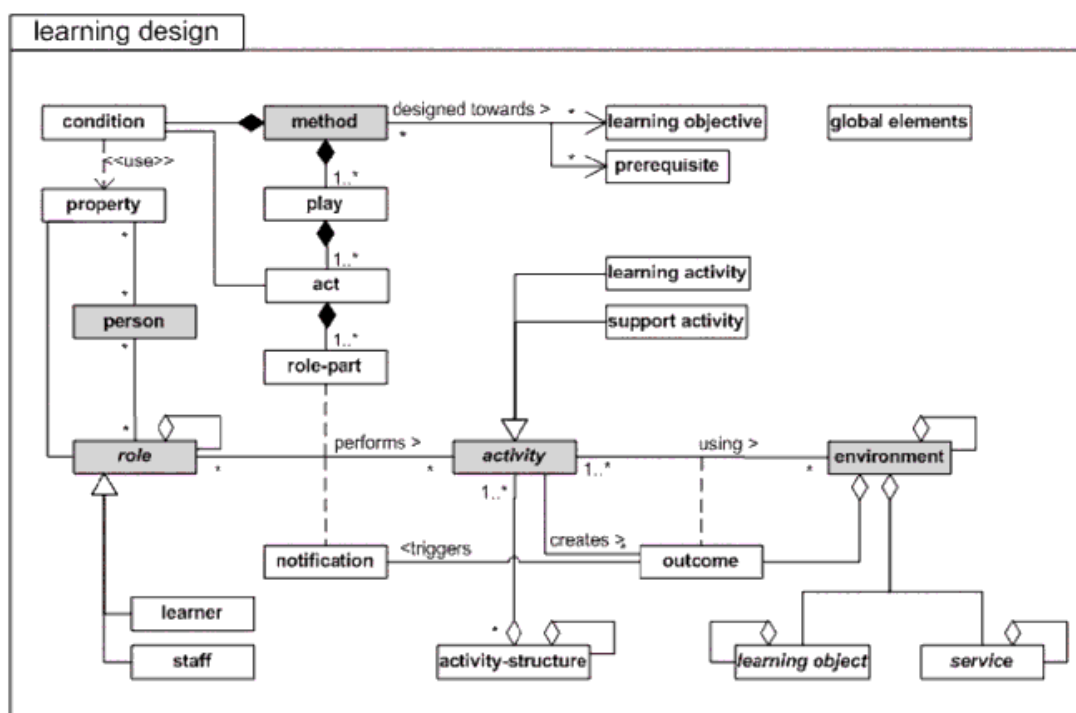 learning design
condition
method
designed towards >
*
*
learning objective
global elements
<<use>>
*
prerequisite
1..*
property
play
*
1..*
act
learning activity
*
person
support activity
*
1..*
role-part
*
role
performs >
activity
using >
environment
*
*
1..*
*
1..*
notification
<triggers
creates >
*
outcome
learner
*
staff
activity-structure
learning object
service